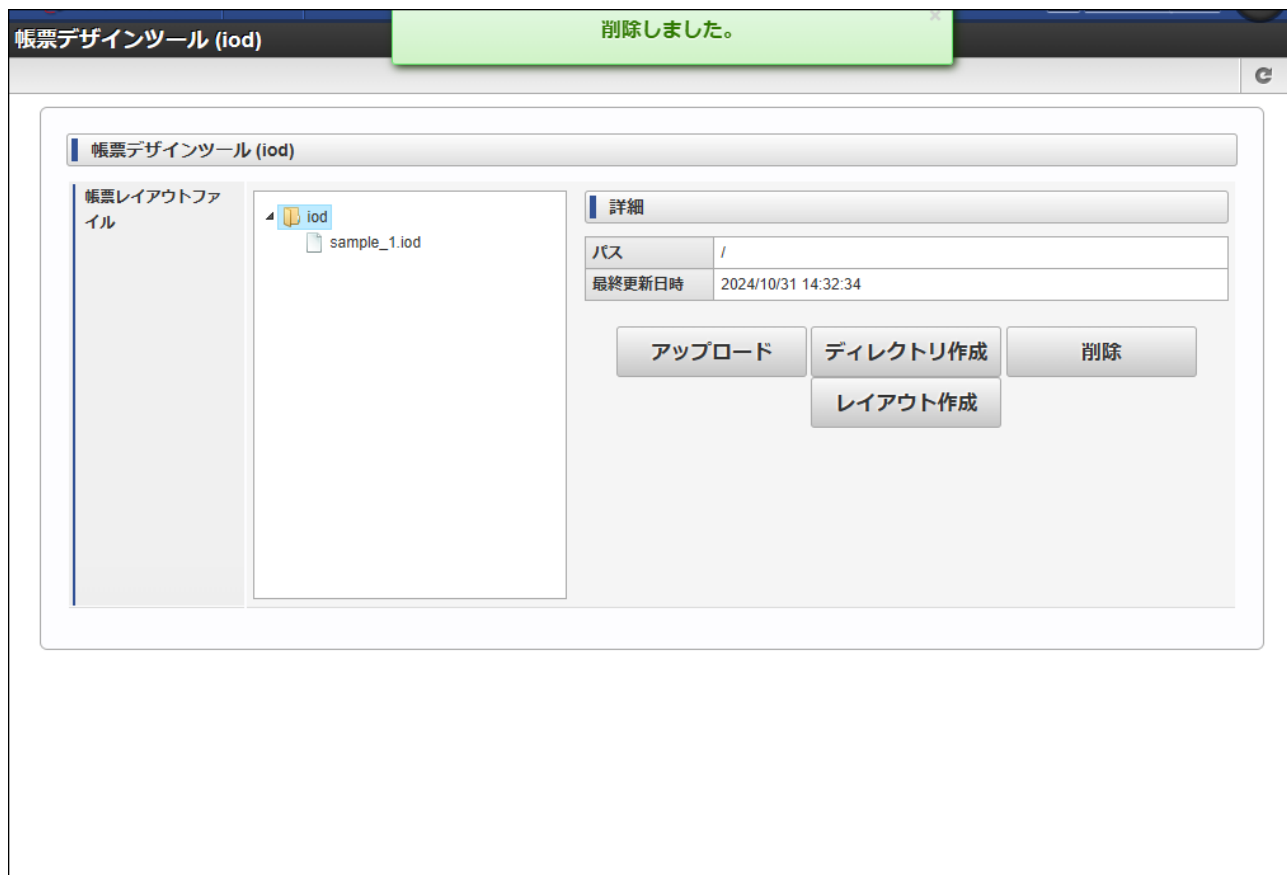 削除しました。
帳票デザインツール (iod)
帳票デザインツール (iod)
帳票レイアウトファ
イル
iod
sample_1.iod
詳細
パス /
最終更新日時 2024/10/31 14:32:34
アップロード ディレクトリ作成 削除
レイアウト作成